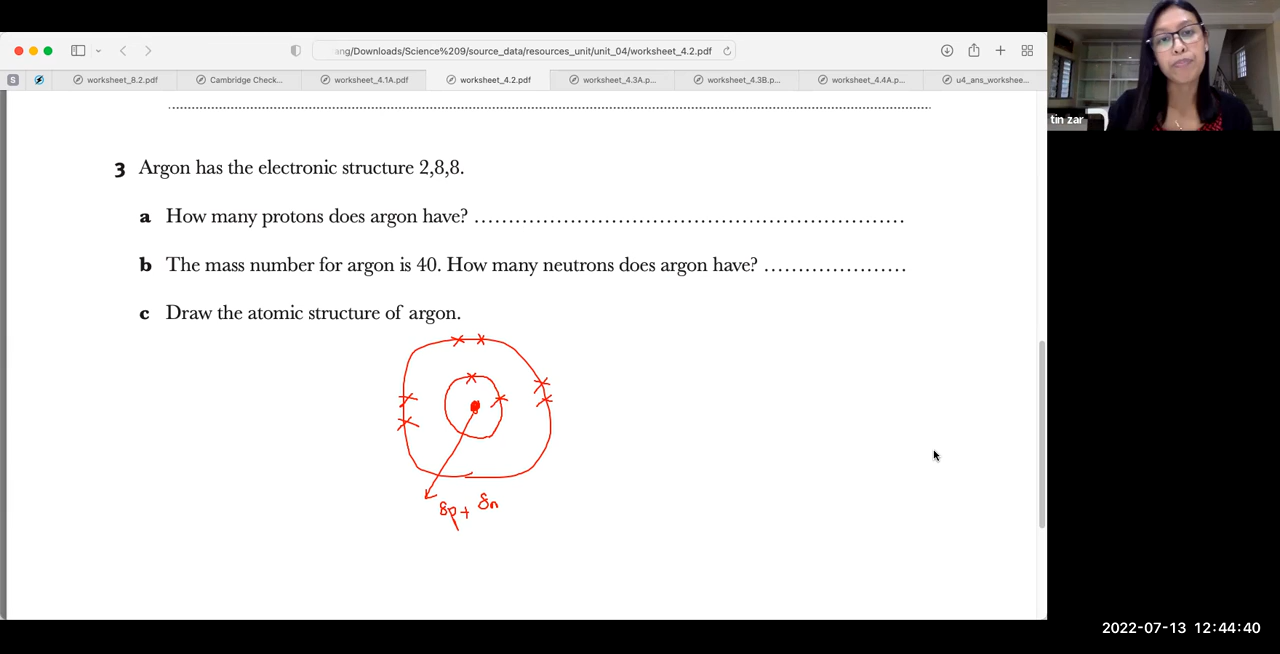 ang/Downloads/Science%209/source_data/resources_unit/unit_04/worksheet_4.2.pdf
S
worksheet_8.2.pdf
Cambridge Check...
worksheet_4.1A.pdf
worksheet_4.2.pdf
worksheet_4.3A.p...
worksheet_4.3B.p...
worksheet_4.4A.p...
u4_ans_workshee...
tin zar
3 Argon has the electronic structure 2,8,8.
a How many protons does argon have?
b The mass number for argon is 40. How many neutrons does argon have?
c Draw the atomic structure of argon.
8p+ 8n
2022-07-13 12:44:40